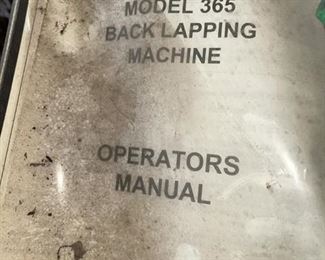 MODEL 365
BACK LAPPING
MACHINE
OPERATORS
MANUAL